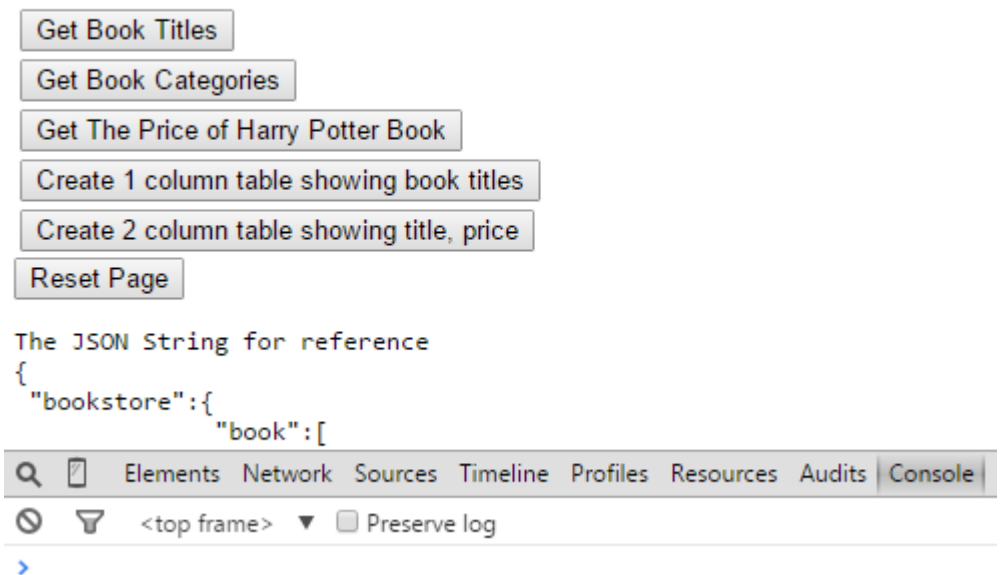 Get Book Titles
Get Book Categories
Get The Price of Harry Potter Book
Create 1 column table showing book titles
Create 2 column table showing title, price
Reset Page
The JSON String for reference
{
"bookstore":{
"book":[
Elements Network Sources Timeline Profiles Resources Audits Console
<top frame> ▼ Preserve log
>